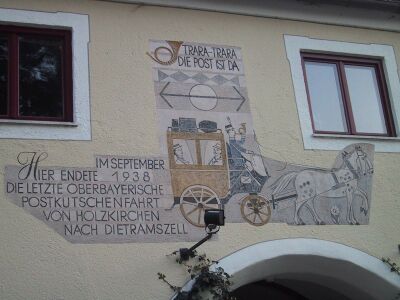 TRARA-TRARA
DIE POST IST DA
IM SEPTEMBER
HIER ENDETE 1938
DIE LETZTE OBERBAYERISCHE
POSTKUTSCHENFAHRT
VON HOLZKIRCHEN
NACH DIETRAMSZELL